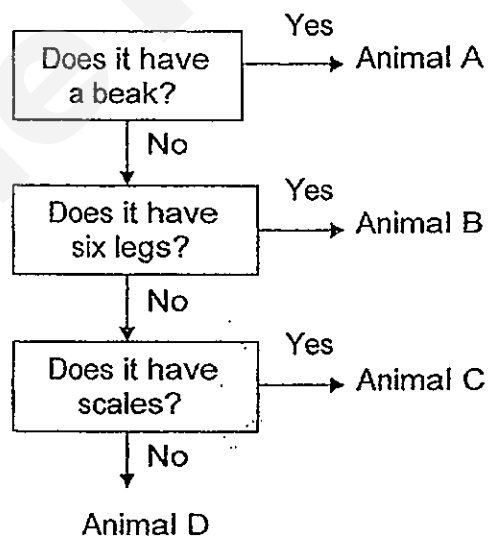 Does it have
a beak?
Yes
Animal A
No
Does it have
six legs?
Yes
Animal B
No
Does it have
scales?
Yes
Animal C
No
Animal D